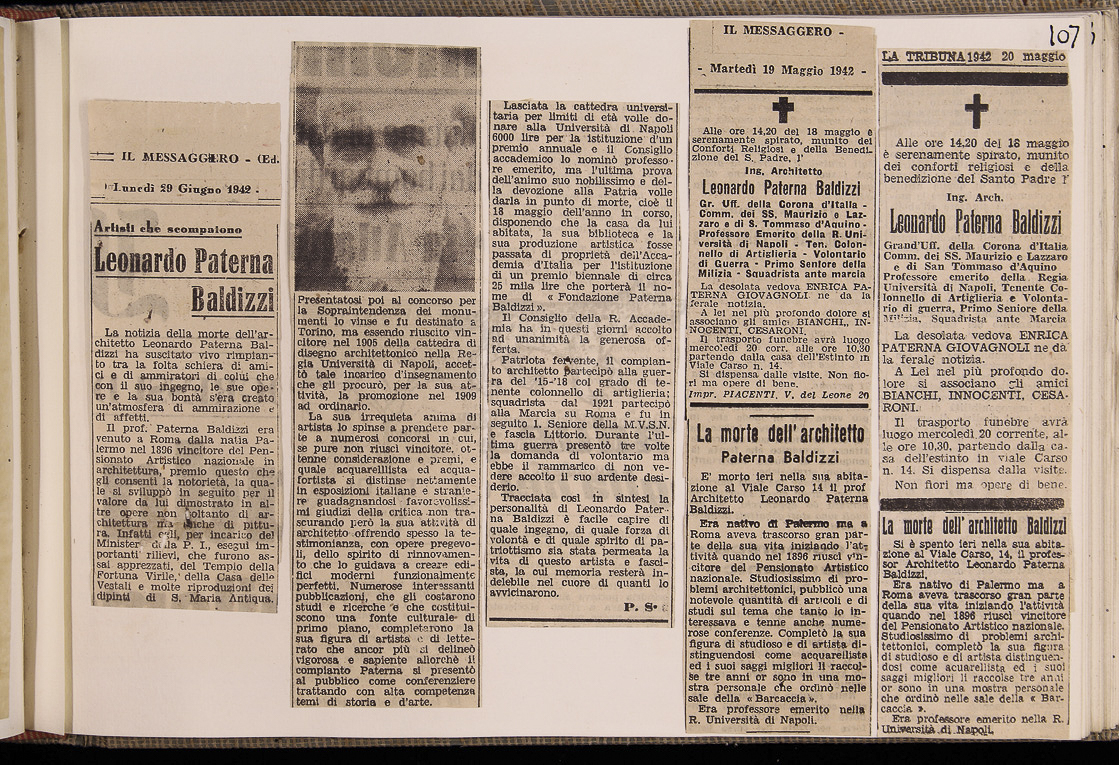 107
IL MESSAGGERO - (Ed.
Lunedì 29 Giugno 1942 -
Artisti che scompaiono
Leonardo Paterna
Baldizzi
La notizia della morte dell'ar-
chitetto Leonardo Paterna Bal-
dizzi ha suscitato vivo rimpian-
to tra la folta schiera di ami-
ci e di ammiratori di colui che
con il suo ingegno, le sue ope-
re e la sua bontà s'era creato
un'atmosfera di ammirazione e
di affetti.
Il prof. Paterna Baldizzi era
venuto a Roma dalla natia Pa-
lermo nel 1896 vincitore del Pen-
sionato Artistico nazionale in
architettura, premio questo che
gli consentì la notorietà, la qua-
le si sviluppò in seguito per il
valore da lui dimostrato in al-
tre opere non soltanto di ar-
chitettura ma anche di pittu-
ra. Infatti egli, per incarico del
Minister della P. I., eseguì im-
portanti rilievi, che furono as-
sai apprezzati, del Tempio della
Fortuna Virile, della Casa delle
Vestali e molte riproduzioni dei
dipinti di S. Maria Antiqua.
Presentatosi poi al concorso per
la Sopraintendenza dei monu-
menti lo vinse e fu destinato a
Torino, ma essendo riuscito vin-
citore nel 1905 della cattedra di
disegno architettonico nella Re-
gia Università di Napoli, accet-
tò tale incarico d'insegnamento
che gli procurò, per la sua at-
tività, la promozione nel 1909
ad ordinario.
La sua irrequieta anima di
artista lo spinse a prendere par-
te a numerosi concorsi in cui,
se pure non riuscì vincitore, ot-
tenne considerazione e premi, e
quale acquarellista ed acqua-
fortista si distinse nettamente
in esposizioni italiane e stranie-
re guadagnandosi favorevolissi-
mi giudizi della critica non tra-
scurando però la sua attività di
architetto offrendo spesso la te-
stimonianza, con opere pregevo-
li, dello spirito di rinnovamen-
to che lo guidava a creare edi-
fici moderni funzionalmente
perfetti. Numerose interessanti
pubblicazioni, che gli costarono
studi e ricerche e che costitui-
scono una fonte culturale di
primo piano, completarono la
sua figura di artista e di lette-
rato che ancor più si delineò
vigorosa e sapiente allorchè il
compianto Paterna si presentò
al pubblico come conferenziere
trattando con alta competenza
temi di storia e d'arte.
Lasciata la cattedra universi-
taria per limiti di età volle do-
nare alla Università di Napoli
6000 lire per la istituzione d'un
premio annuale e il Consiglio
accademico lo nominò professo-
re emerito, ma l'ultima prova
dell'animo suo nobilissimo e del-
la devozione alla Patria volle
darla in punto di morte, cioè il
18 maggio dell'anno in corso,
disponendo che la casa da lui
abitata, la sua biblioteca e la
sua produzione artistica fosse
passata di proprietà dell'Acca-
demia d'Italia per l'istituzione
di un premio biennale di circa
25 mila lire che porterà il no-
me di « Fondazione Paterna
Baldizzi ».
Il Consiglio della R. Accade-
mia ha in questi giorni accolto
ad unanimità la generosa of-
ferta.
Patriota fervente, il compian-
to architetto partecipò alla guer-
ra del '15-'18 col grado di te-
nente colonnello di artiglieria;
squadrista dal 1921 partecipò
alla Marcia su Roma e fu in
seguito 1. Seniore della M.V.S.N.
e fascia Littorio. Durante l'ul-
tima guerra presentò tre volte
la domanda di volontario ma
ebbe il rammarico di non ve-
dere accolto il suo ardente desi-
derio.
Tracciata così in sintesi la
personalità di Leonardo Pater-
na Baldizzi è facile capire di
quale ingegno, di quale forza di
volontà e di quale spirito di pa-
triottismo sia stata permeata la
vita di questo artista e fasci-
sta, la cui memoria resterà in-
delebile nel cuore di quanti lo
avvicinarono.
P. S.
IL MESSAGGERO -
- Martedì 19 Maggio 1942 -
Alle ore 14,20 del 18 maggio è
serenamente spirato, munito dei
Conforti Religiosi e della Benedi-
zione del S. Padre, l'
Ing. Architetto
Leonardo Paterna Baldizzi
Gr. Uff. della Corona d'Italia -
Comm. dei SS. Maurizio e Laz-
zaro e di S. Tommaso d'Aquino -
Professore Emerito della R. Uni-
versità di Napoli - Ten. Colon-
nello di Artiglieria - Volontario
di Guerra - Primo Seniore della
Milizia - Squadrista ante marcia
La desolata vedova ENRICA PA-
TERNA GIOVAGNOLI ne dà la
ferale notizia.
A lei nel più profondo dolore si
associano gli amici BIANCHI, IN-
NOCENTI, CESARONI.
Il trasporto funebre avrà luogo
mercoledì 20 corr. alle ore 10,30
partendo dalla casa dell'Estinto in
Viale Carso n. 14.
Si dispensa dalle visite. Non fio-
ri ma opere di bene.
Impr. PIACENTI, V. del Leone 20
La morte dell'architetto
Paterna Baldizzi
E' morto ieri nella sua abi-
tazione al Viale Carso 14 il prof
Architetto Leonardo Paterna
Baldizzi.
Era nativo di Palermo ma a
Roma aveva trascorso gran par-
te della sua vita iniziando l'at-
tività quando nel 1896 riuscì vin-
citore del Pensionato Artistico
nazionale. Studiosissimo di pro-
blemi architettonici, pubblicò una
notevole quantità di articoli e di
studi sul tema che tanto lo in-
teressava e tenne anche nume-
rose conferenze. Completò la sua
figura di studioso e di artista di-
stinguendosi come acquarellista
ed i suoi saggi migliori li raccol-
se tre anni or sono in una mo-
stra personale che ordinò nelle
sale della « Barcaccia ».
Era professore emerito nella
R. Università di Napoli.
LA TRIBUNA 1942 20 maggio
Alle ore 14.20 del 18 maggio
è serenamente spirato, munito
dei conforti religiosi e della
benedizione del Santo Padre l'
Ing. Arch.
Leonardo Paterna Baldizzi
Grand'Uff. della Corona d'Italia
Comm. dei SS. Maurizio e Lazzaro
e di San Tommaso d'Aquino
Professore emerito della Regia
Università di Napoli, Tenente Co-
lonnello di Artiglieria e Volonta-
rio di guerra, Primo Seniore della
Milizia, Squadrista ante Marcia
La desolata vedova ENRICA
PATERNA GIOVAGNOLI ne dà
la ferale notizia.
A Lei nel più profondo do-
lore si associano gli amici
BIANCHI, INNOCENTI, CESA-
RONI.
Il trasporto funebre avrà
luogo mercoledì 20 corrente, al-
le ore 10.30, partendo dalla ca-
sa dell'estinto in viale Carso
n. 14. Si dispensa dalla visite.
Non fiori ma opere di bene.
La morte dell'architetto Baldizzi
Si è spento ieri nella sua abita-
zione al Viale Carso, 14, il profes-
sor Architetto Leonardo Paterna
Baldizzi.
Era nativo di Palermo ma a
Roma aveva trascorso gran parte
della sua vita iniziando l'attività
quando nel 1896 riuscì vincitore
del Pensionato Artistico nazionale.
Studiosissimo di problemi archi-
tettonici, completò la sua figura
di studioso e di artista distinguen-
dosi come acuarellista ed i suoi
saggi migliori li raccolse tre anni
or sono in una mostra personale
che ordinò nelle sale della « Bar-
caccia ».
Era professore emerito nella R.
Università di Napoli.